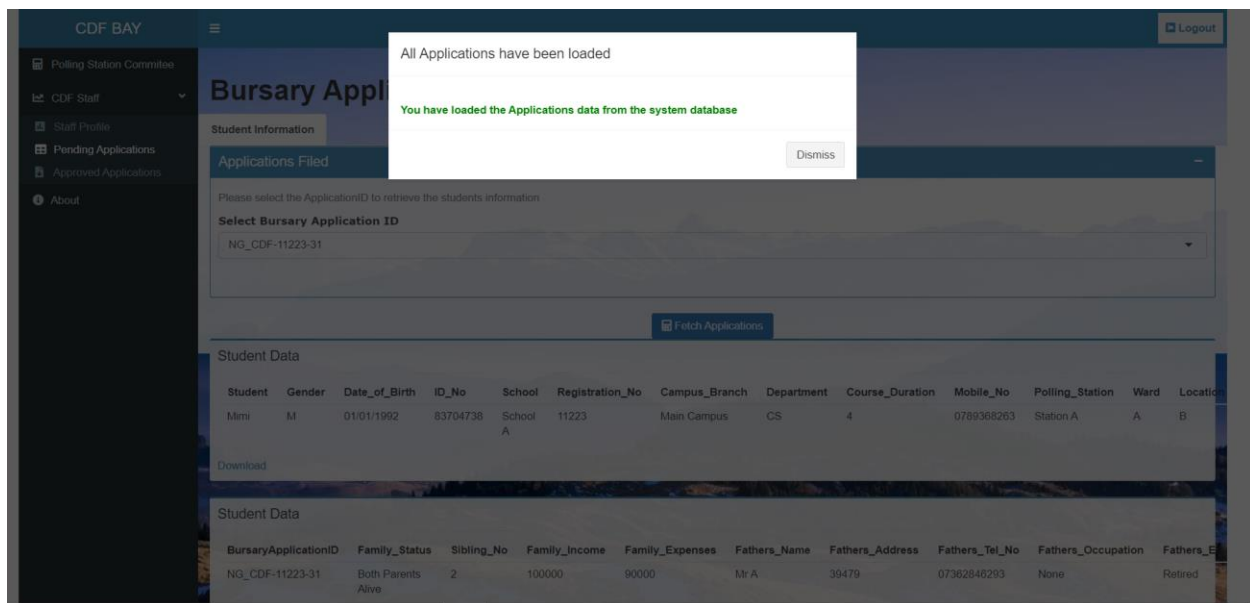 CDF BAY
Logout
Polling Station Commitee
CDF Staff
Staff Profile
Pending Applications
Approved Applications
About
All Applications have been loaded
You have loaded the Applications data from the system database
Dismiss
Bursary Appli
Student Information
Applications Filed
Please select the ApplicationID to retrieve the students information
Select Bursary Application ID
NG_CDF-11223-31
Fetch Applications
Student Data
Student Gender Date_of_Birth ID_No School Registration_No Campus_Branch Department Course_Duration Mobile_No Polling_Station Ward Location
Mimi M 01/01/1992 83704738 School 11223 Main Campus CS 4 0789368263 Station A A B
A
Download
Student Data
BursaryApplicationID Family_Status Sibling_No Family_Income Family_Expenses Fathers_Name Fathers_Address Fathers_Tel_No Fathers_Occupation Fathers_E
NG_CDF-11223-31 Both Parents 2 100000 90000 Mr A 39479 07362846293 None Retired
Alive